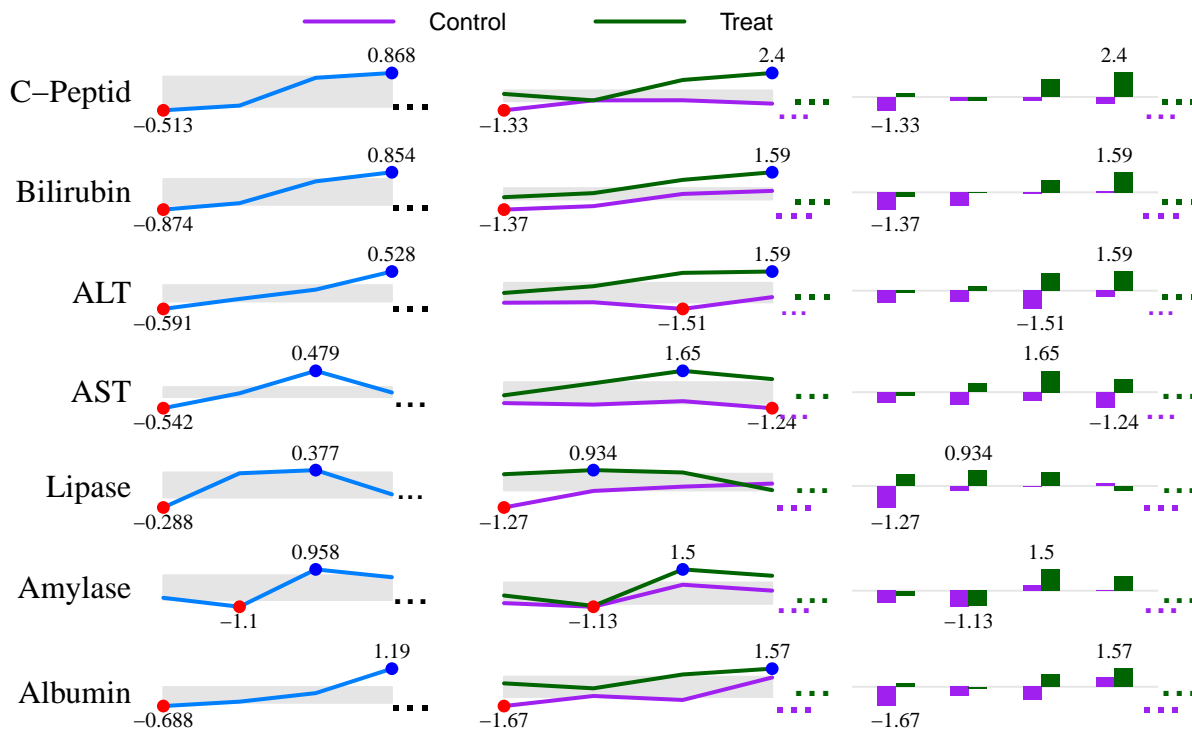 Control Treat
0.868 2.4 2.4
C−Peptid
−0.513 −1.33 −1.33
0.854 1.59 1.59
Bilirubin
−0.874 −1.37 −1.37
0.528 1.59 1.59
ALT
−0.591 −1.51 −1.51
0.479 1.65 1.65
AST
−0.542 −1.24 −1.24
0.377 0.934 0.934
Lipase
−0.288 −1.27 −1.27
0.958 1.5 1.5
Amylase
−1.1 −1.13 −1.13
1.19 1.57 1.57
Albumin
−0.688 −1.67 −1.67